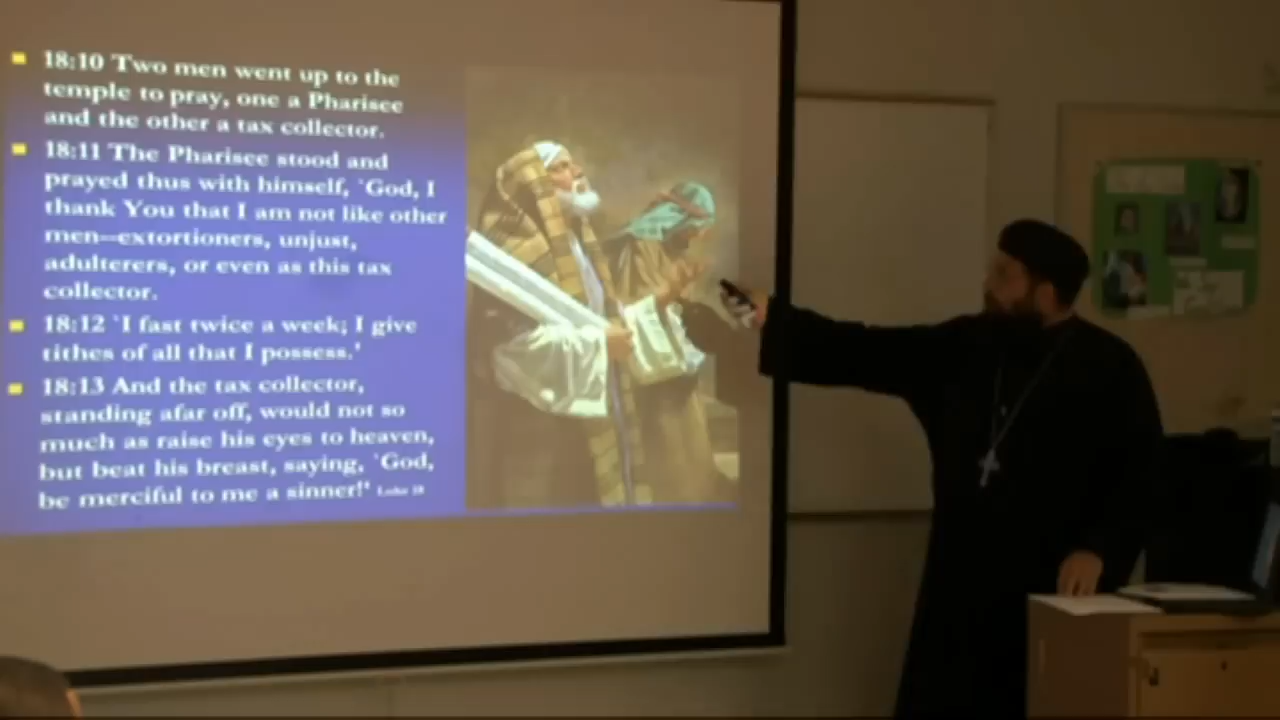 18:10 Two men went up to the
temple to pray, one a Pharisee
and the other a tax collector.
18:11 The Pharisee stood and
prayed thus with himself, `God, I
thank You that I am not like other
men—extortioners, unjust,
adulterers, or even as this tax
collector.
18:12 `I fast twice a week; I give
tithes of all that I possess.'
18:13 And the tax collector,
standing afar off, would not so
much as raise his eyes to heaven,
but beat his breast, saying, `God,
be merciful to me a sinner!' Luke 18